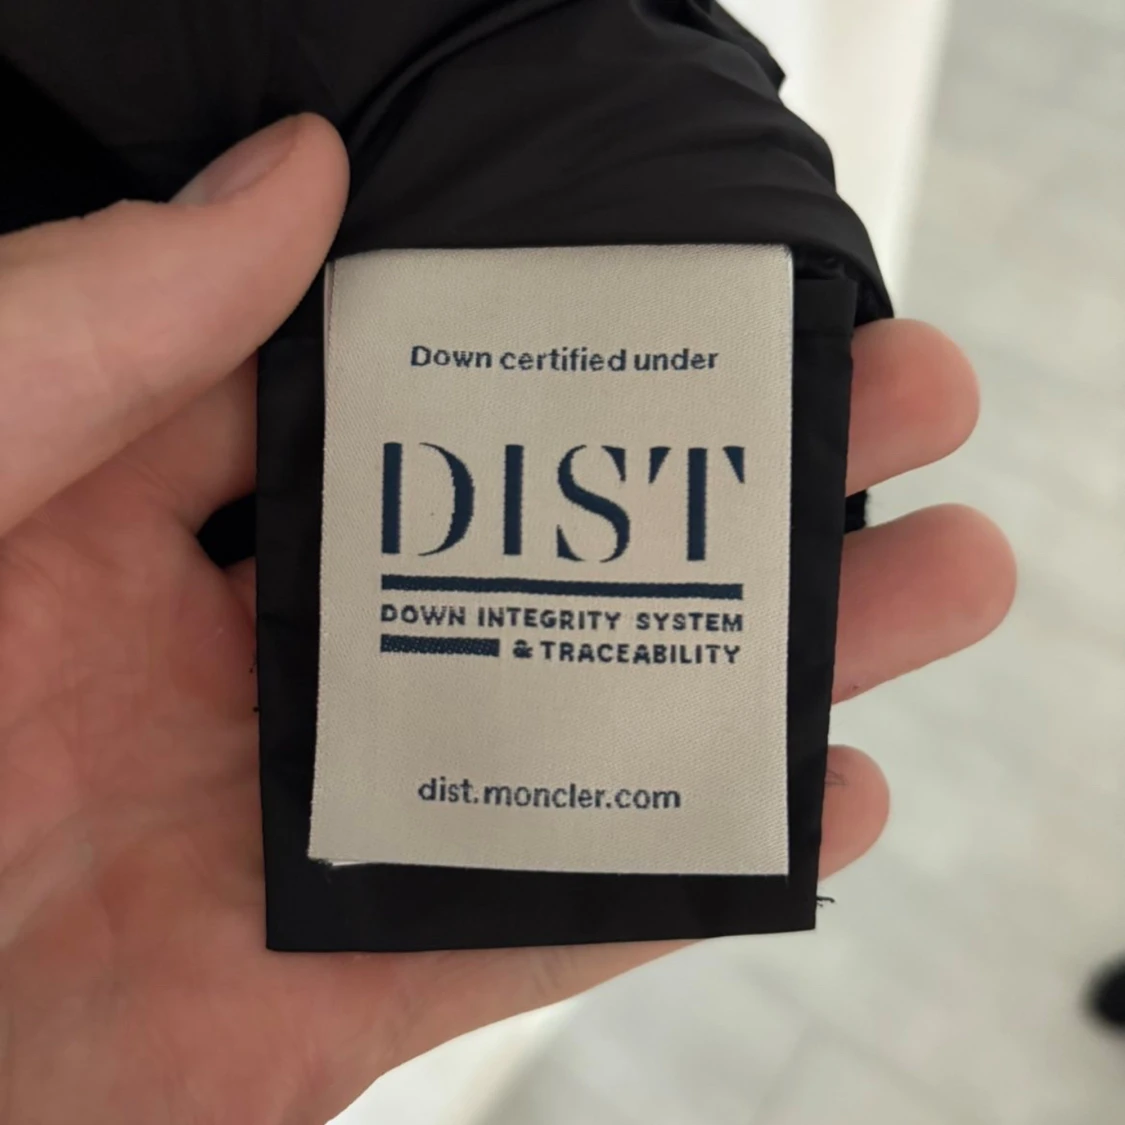 Down certified under
DIST
DOWN INTEGRITY SYSTEM
& TRACEABILITY
dist.moncler.com